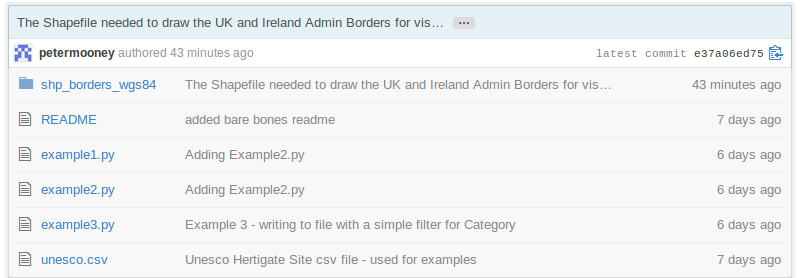 The Shapefile needed to draw the UK and Ireland Admin Borders for vis… ...
petermooney authored 43 minutes ago latest commit e37a06ed75
shp_borders_wgs84 The Shapefile needed to draw the UK and Ireland Admin Borders for vis… 43 minutes ago
README added bare bones readme 7 days ago
example1.py Adding Example2.py 6 days ago
example2.py Adding Example2.py 6 days ago
example3.py Example 3 - writing to file with a simple filter for Category 6 days ago
unesco.csv Unesco Hertigate Site csv file - used for examples 7 days ago